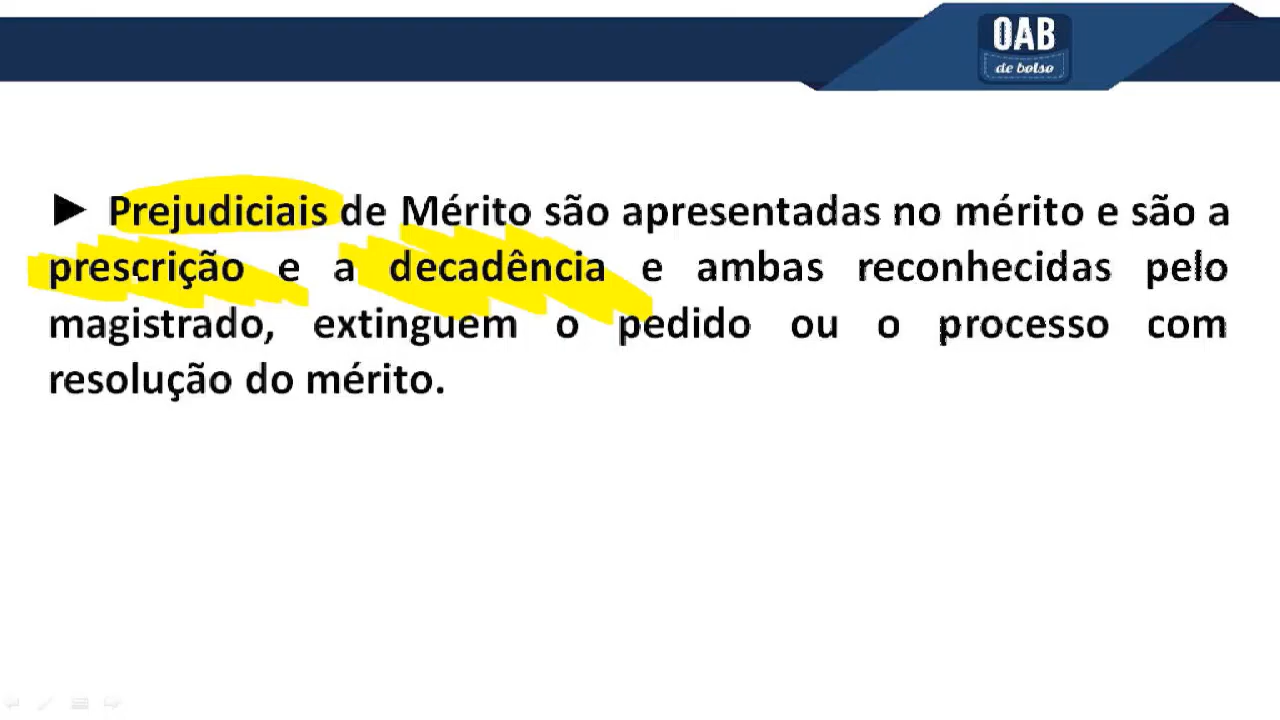 OAB
de bolso
► Prejudiciais de Mérito são apresentadas no mérito e são a
prescrição e a decadência e ambas reconhecidas pelo
magistrado, extinguem o pedido ou o processo com
resolução do mérito.